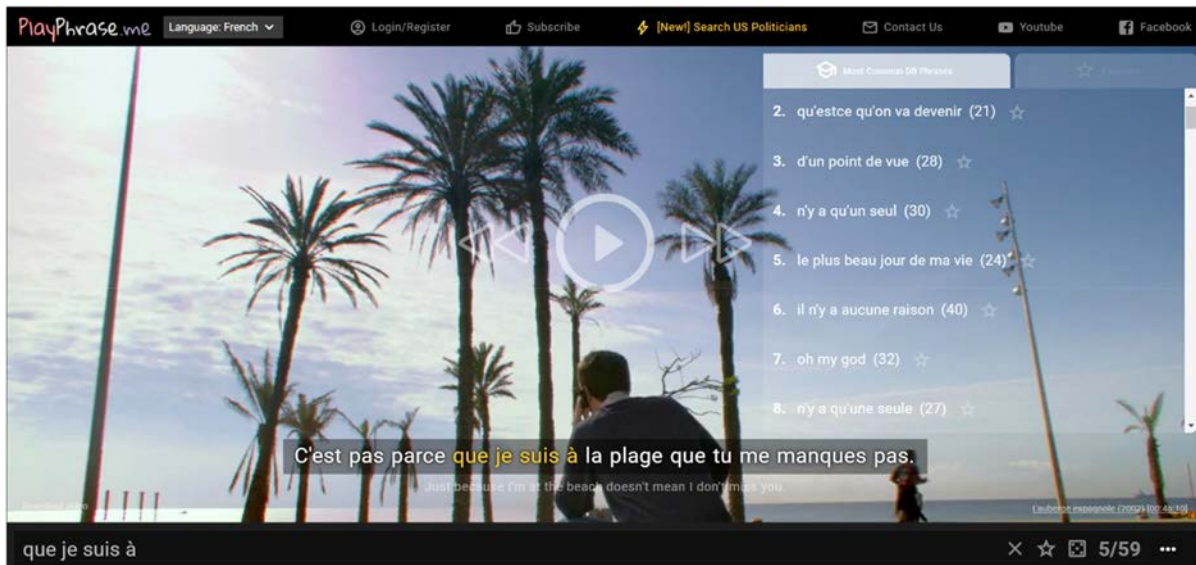 PlayPhrase.me Language: French Login/Register Subscribe [New!] Search US Politicians Contact Us Youtube Facebook
Most Common DB Phrases
2. qu'estce qu'on va devenir (21)
3. d'un point de vue (28)
4. n'y a qu'un seul (30)
5. le plus beau jour de ma vie (24)
6. il n'y a aucune raison (40)
7. oh my god (32)
8. n'y a qu'une seule (27)
C'est pas parce que je suis à la plage que tu me manques pas.
Just because I'm at the beach doesn't mean I don't miss you.
L'auberge espagnole (2002) [00:46:10]
que je suis à 5/59